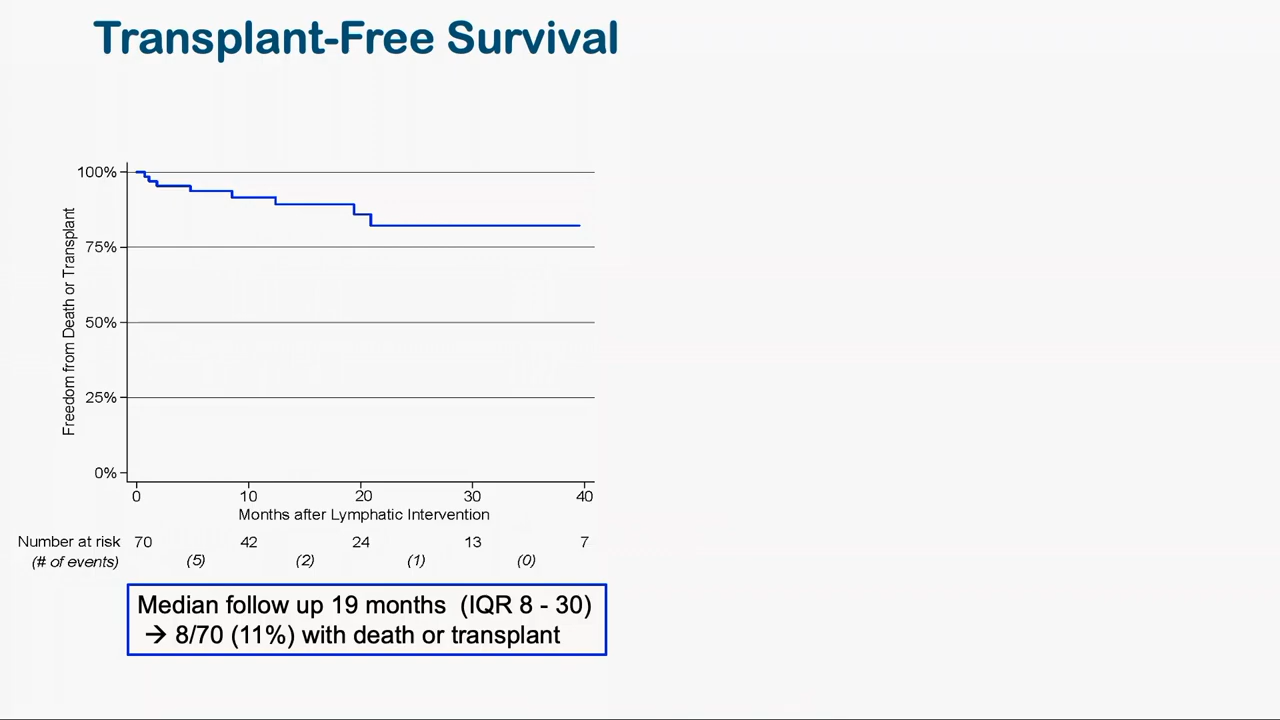 Transplant-Free Survival
100%
75%
50%
25%
0%
Freedom from Death or Transplant
0 10 20 30 40
Months after Lymphatic Intervention
Number at risk 70 42 24 13 7
(# of events) (5) (2) (1) (0)
Median follow up 19 months (IQR 8 - 30)
→ 8/70 (11%) with death or transplant